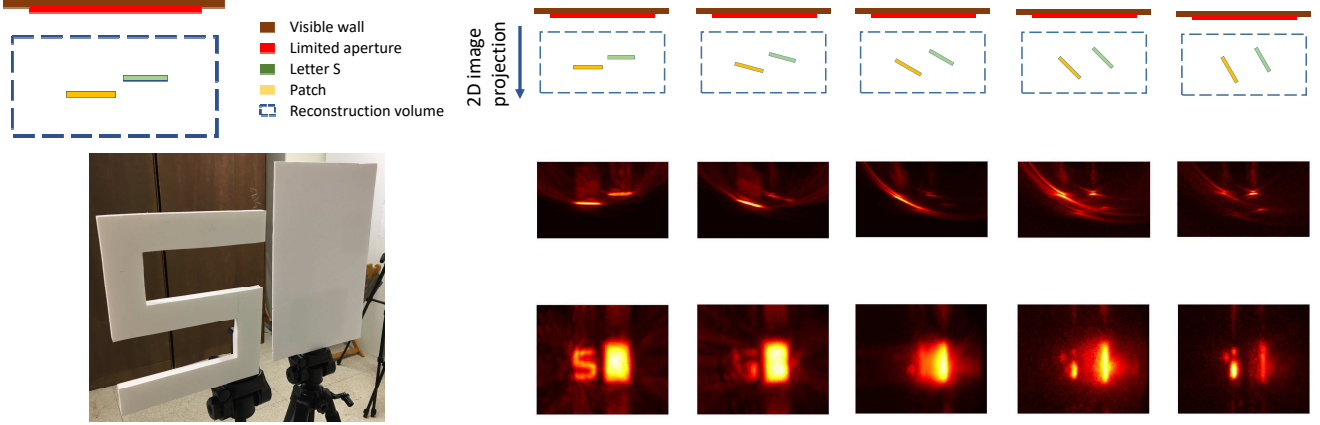 Visible wall
Limited aperture
Letter S
Patch
Reconstruction volume
2D image
projection